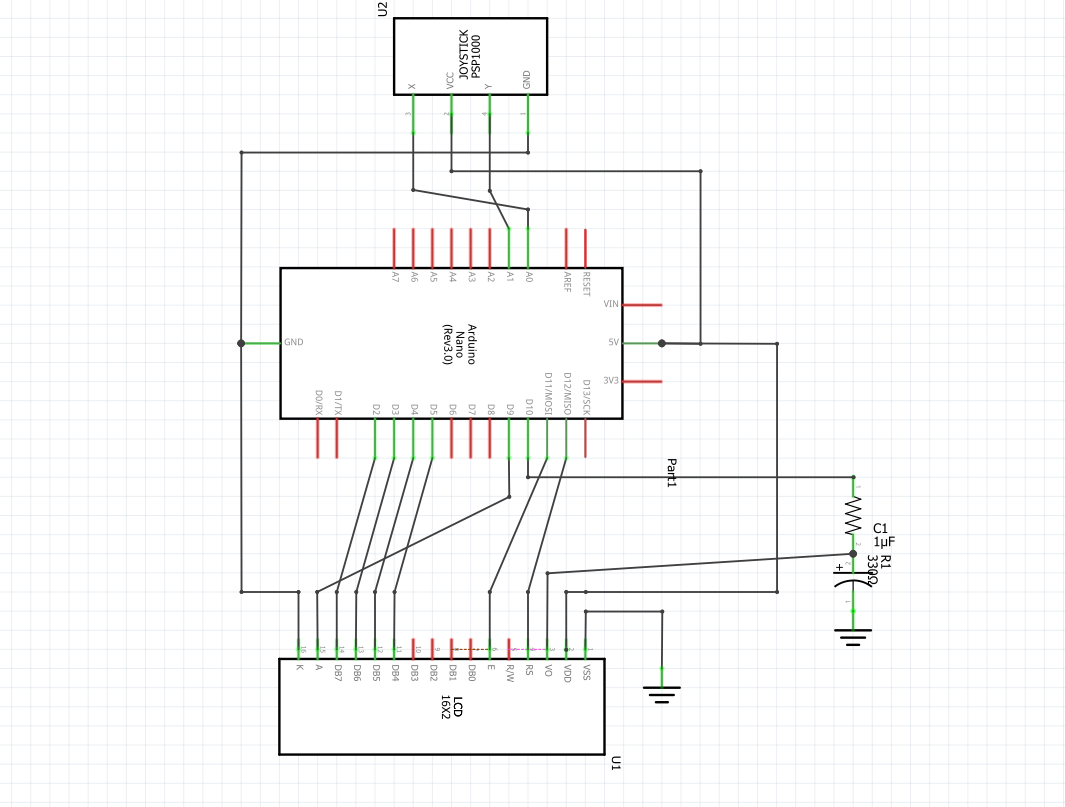 U2
JOYSTICK
PSP1000
X
VCC
Y
GND
3
2
4
1
A7
A6
A5
A4
A3
A2
A1
A0
AREF
RESET
VIN
GND
Arduino
Nano
(Rev3.0)
5V
3V3
D0/RX
D1/TX
D2
D3
D4
D5
D6
D7
D8
D9
D10
D11/MOSI
D12/MISO
D13/SCK
Part1
1
C1
1μF
2
R1
330Ω
+
1
16
15
14
13
12
11
10
9
8
7
6
5
4
3
2
1
K
A
DB7
DB6
DB5
DB4
DB3
DB2
DB1
DB0
E
R/W
RS
VO
VDD
VSS
LCD
16X2
U1